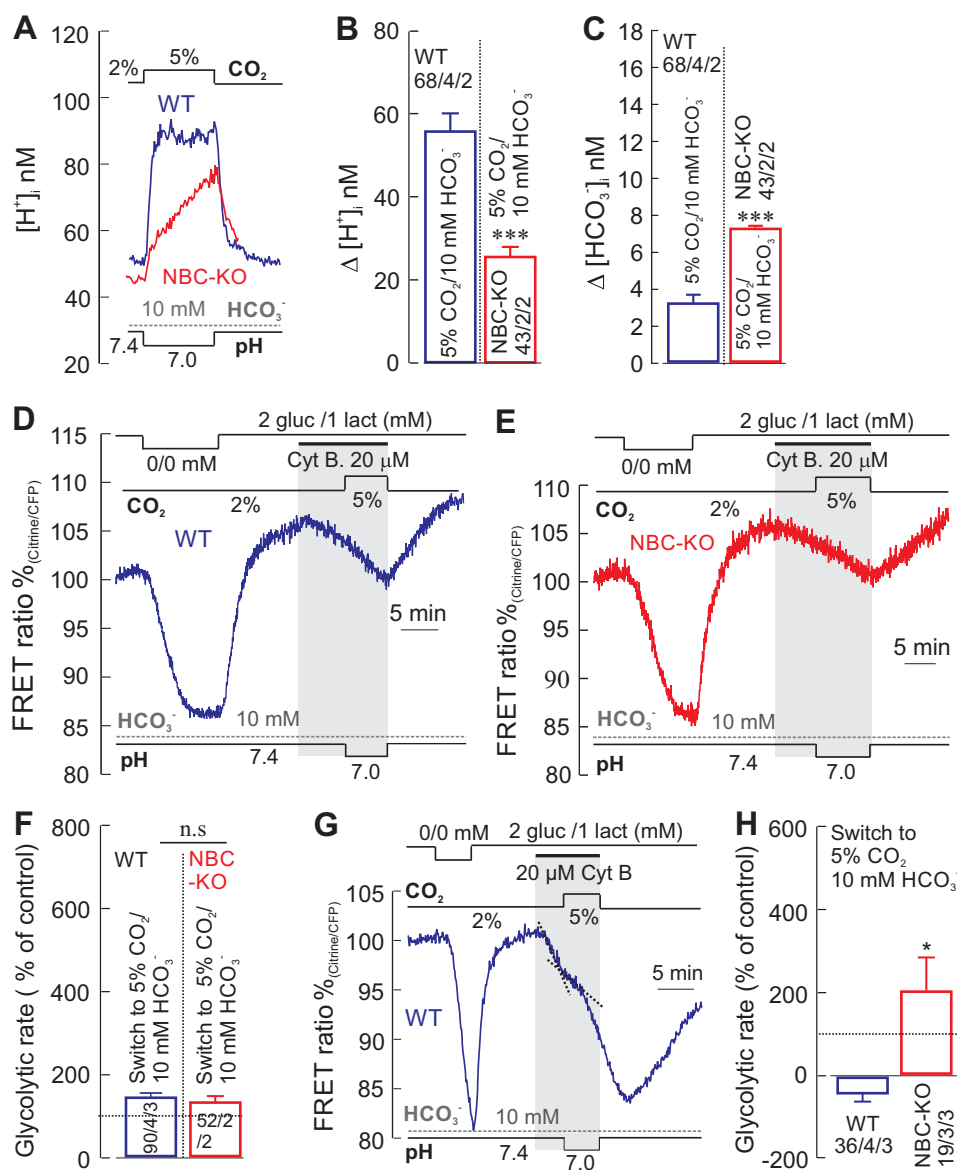 A
120
100
80
60
40
20
[H⁺]ᵢ nM
2%
5%
CO₂
WT
NBC-KO
10 mM
HCO₃⁻
7.4
7.0
pH
B
80
60
40
20
0
Δ [H⁺]ᵢ nM
WT
68/4/2
5% CO₂/10 mM HCO₃⁻
5% CO₂/
10 mM HCO₃⁻
***
NBC-KO
43/2/2
C
18
16
14
12
10
8
6
4
2
0
Δ [HCO₃⁻]ᵢ nM
WT
68/4/2
5% CO₂/10 mM HCO₃⁻
NBC-KO
43/2/2
***
5% CO₂/
10 mM HCO₃⁻
D
115
110
105
100
95
90
85
80
FRET ratio %(Citrine/CFP)
2 gluc /1 lact (mM)
0/0 mM
Cyt B. 20 μM
CO₂
2%
5%
WT
5 min
HCO₃⁻
10 mM
pH
7.4
7.0
E
110
105
100
95
90
85
80
FRET ratio %(Citrine/CFP)
2 gluc /1 lact (mM)
0/0 mM
Cyt B. 20 μM
CO₂
2%
5%
NBC-KO
5 min
HCO₃⁻
10 mM
pH
7.4
7.0
F
800
600
400
200
0
Glycolytic rate ( % of control)
n.s
WT
NBC
-KO
Switch to 5% CO₂/
10 mM HCO₃⁻
Switch to 5% CO₂/
10 mM HCO₃⁻
90/4/3
52/2
/2
G
105
100
95
90
85
80
FRET ratio %(Citrine/CFP)
0/0 mM
2 gluc /1 lact (mM)
20 μM Cyt B
CO₂
2%
5%
5 min
WT
HCO₃⁻
10 mM
pH
7.4
7.0
H
600
400
200
0
-200
Glycolytic rate (% of control)
Switch to
5% CO₂
10 mM HCO₃⁻
*
WT
36/4/3
NBC-KO
19/3/3